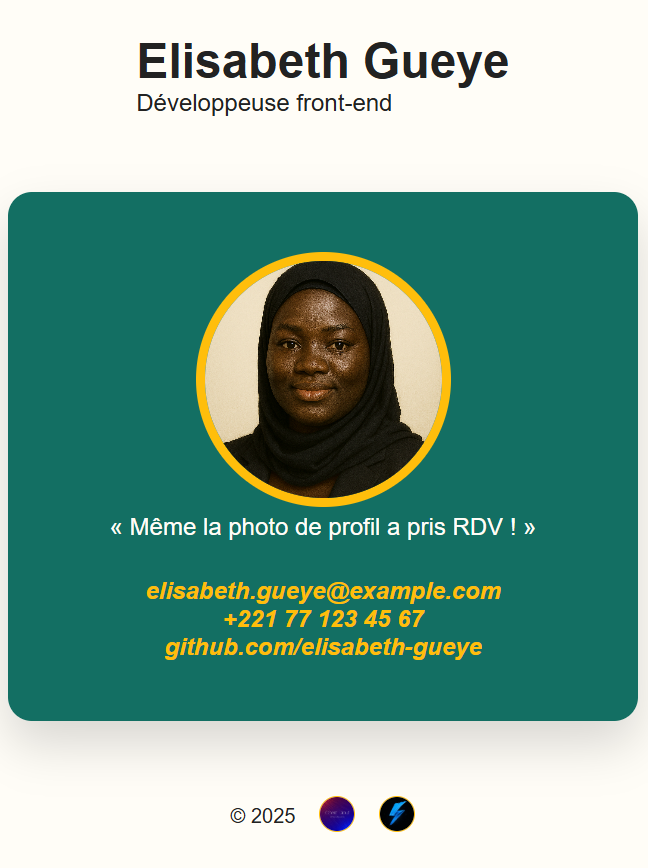 Elisabeth Gueye
Développeuse front-end
« Même la photo de profil a pris RDV ! »
elisabeth.gueye@example.com
+221 77 123 45 67
github.com/elisabeth-gueye
© 2025